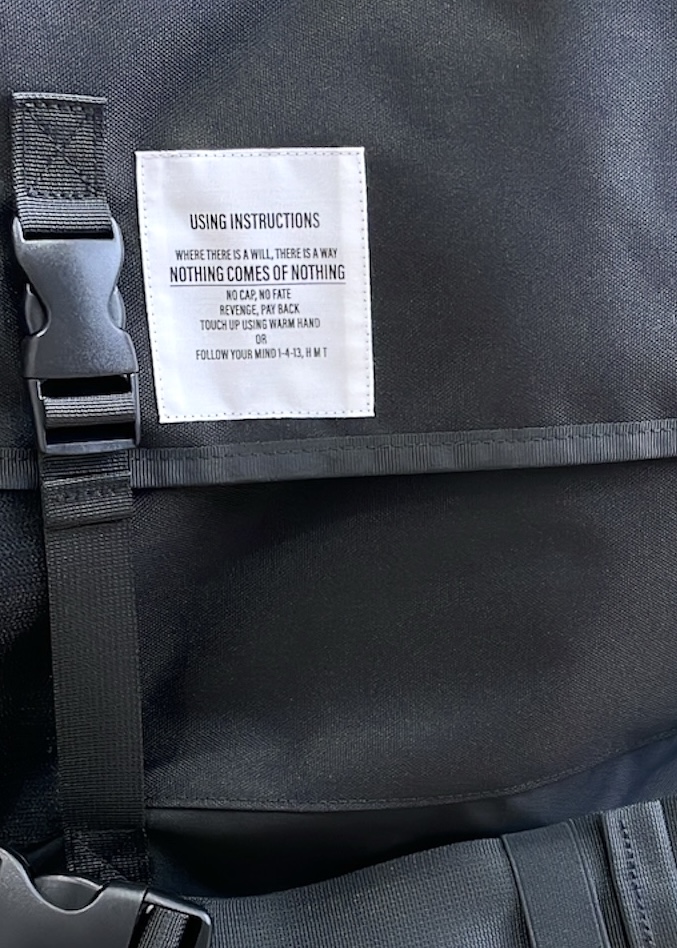 USING INSTRUCTIONS
WHERE THERE IS A WILL, THERE IS A WAY
NOTHING COMES OF NOTHING
NO CAP, NO FATE
REVENGE, PAY BACK
TOUCH UP USING WARM HAND
OR
FOLLOW YOUR MIND 1-4-13, H M T